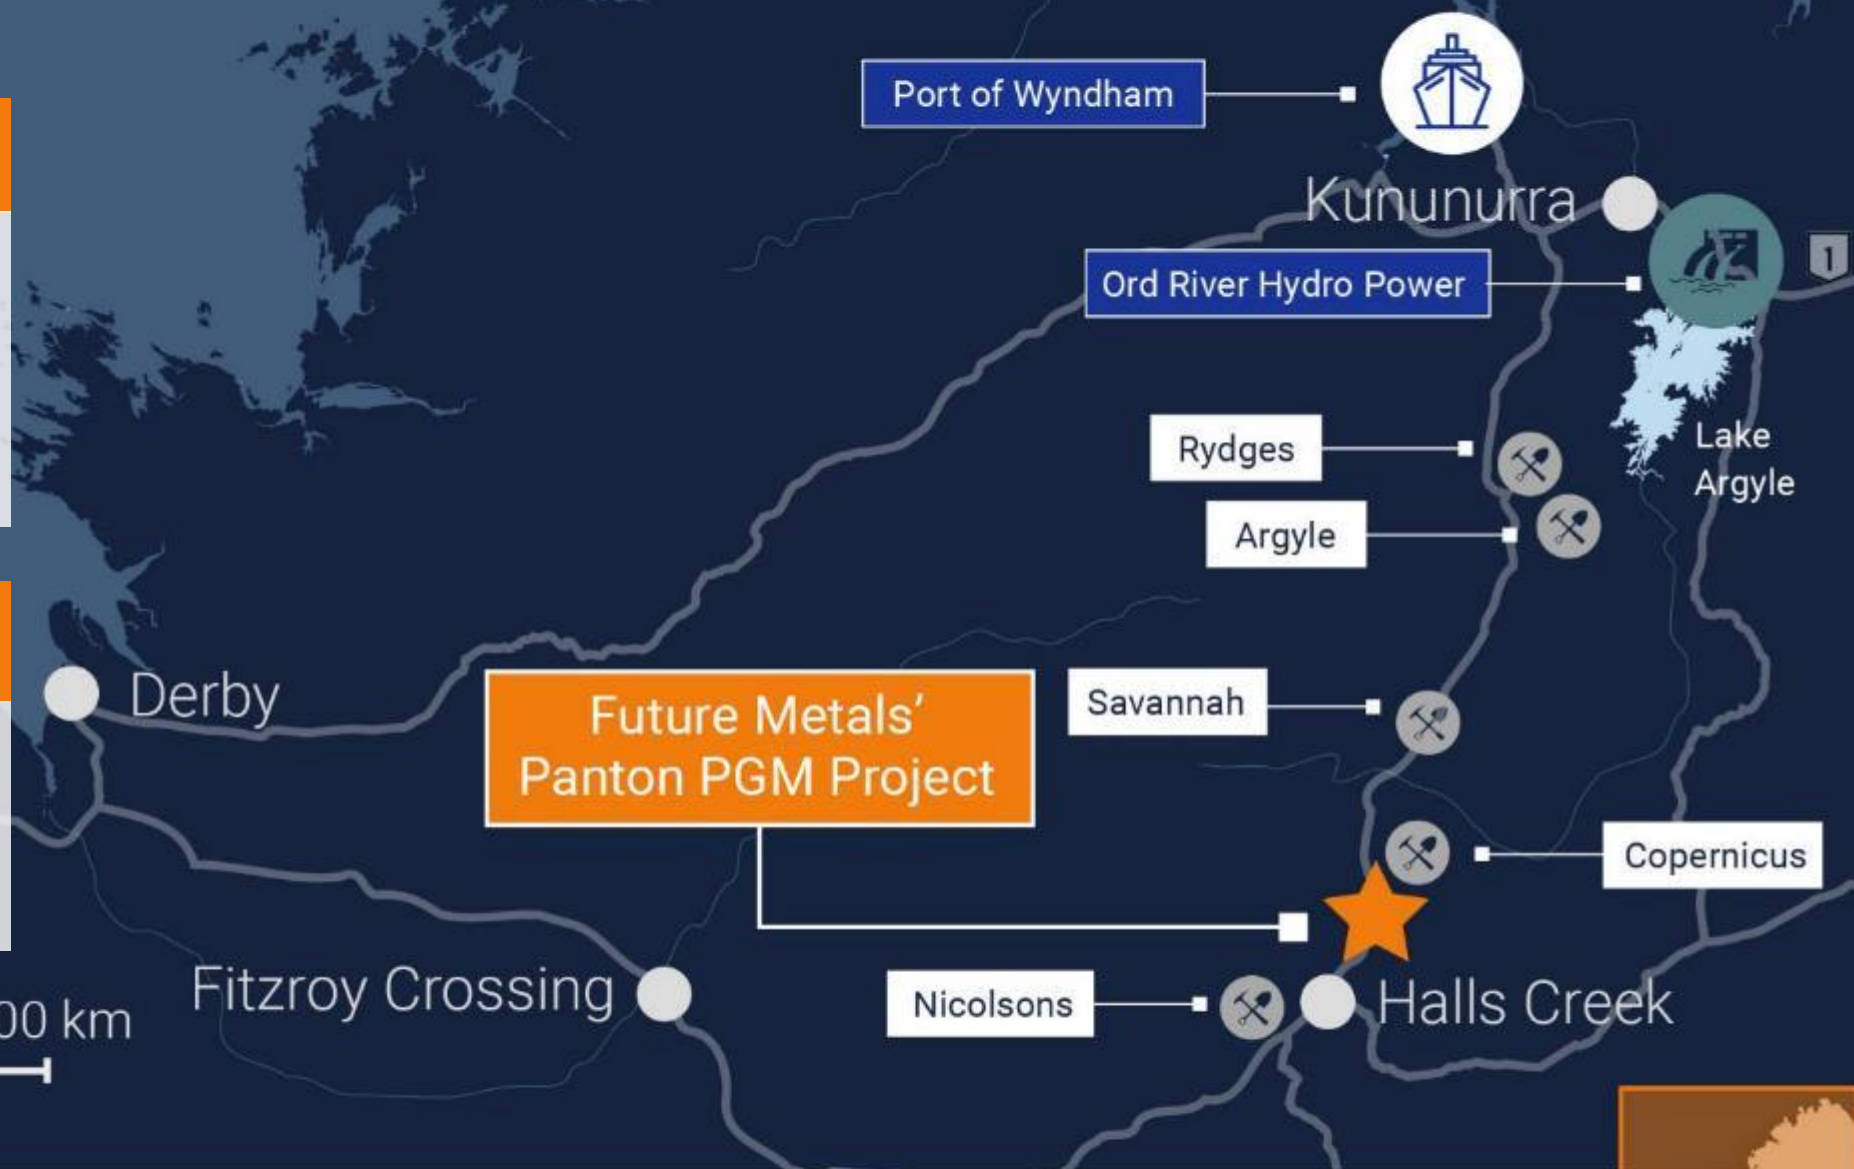 Port of Wyndham
Kununurra
Ord River Hydro Power
1
Rydges
Lake
Argyle
Argyle
Derby
Future Metals’
Panton PGM Project
Savannah
Copernicus
Fitzroy Crossing
Nicolsons
Halls Creek
00 km